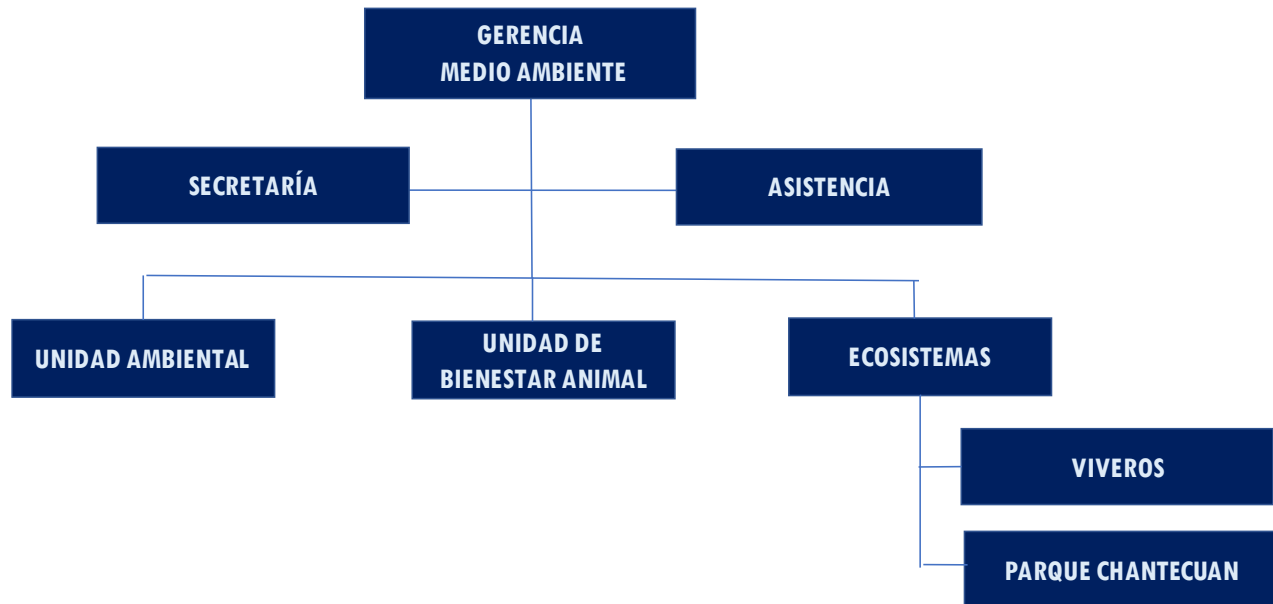 GERENCIA
MEDIO AMBIENTE
SECRETARÍA
ASISTENCIA
UNIDAD AMBIENTAL
UNIDAD DE
BIENESTAR ANIMAL
ECOSISTEMAS
VIVEROS
PARQUE CHANTECUAN